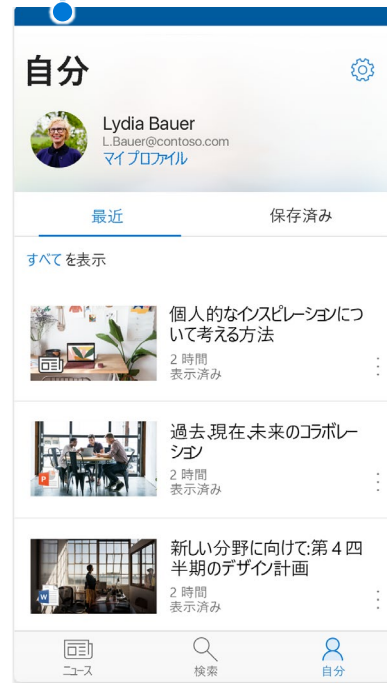 自分
Lydia Bauer
L.Bauer@contoso.com
マイ プロファイル
最近
保存済み
すべてを表示
個人的なインスピレーションにつ
いて考える方法
2 時間
表示済み
過去、現在、未来のコラボレー
ション
2 時間
表示済み
新しい分野に向けて:第 4 四
半期のデザイン計画
2 時間
表示済み
ニュース
検索
自分